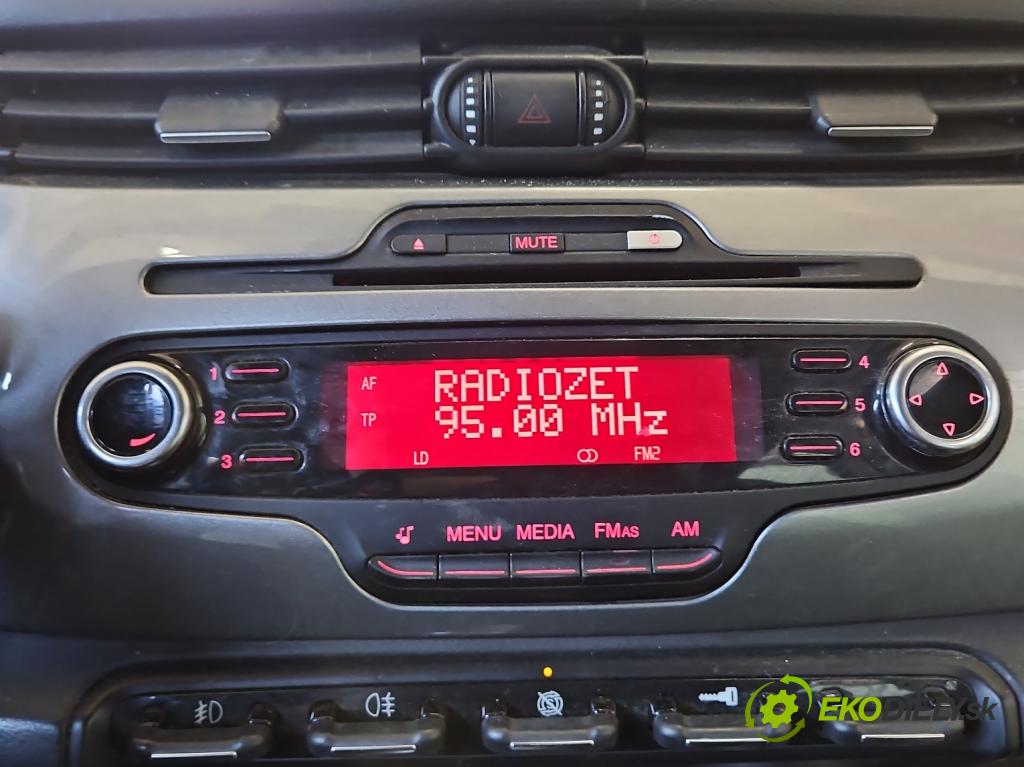 MUTE
1
2
3
AF
TP
RADIOZET
95.00 MHz
LD
FM2
4
5
6
MENU MEDIA FMAS AM
EKODIELY.sk